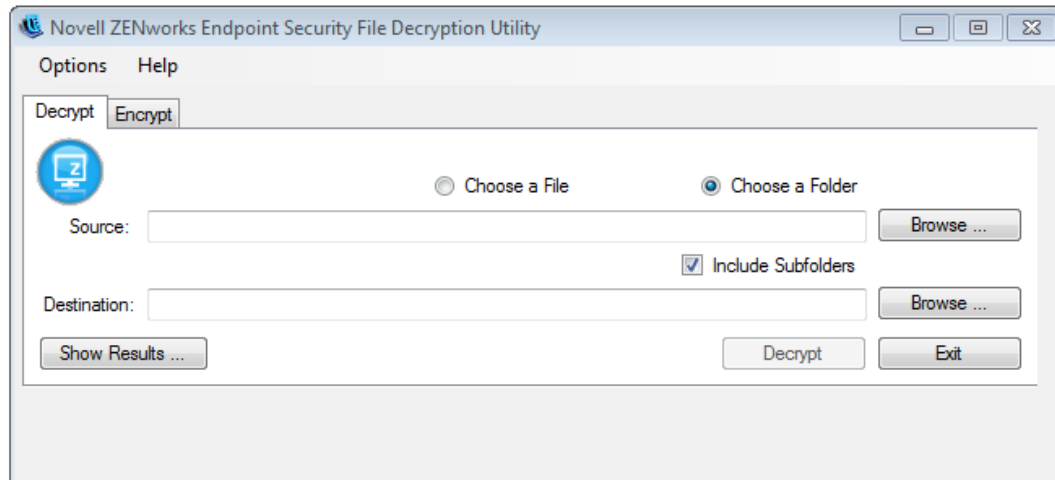 Novell ZENworks Endpoint Security File Decryption Utility
Options Help
Decrypt Encrypt
Z
Choose a File Choose a Folder
Source: Browse ...
Include Subfolders
Destination: Browse ...
Show Results ... Decrypt Exit